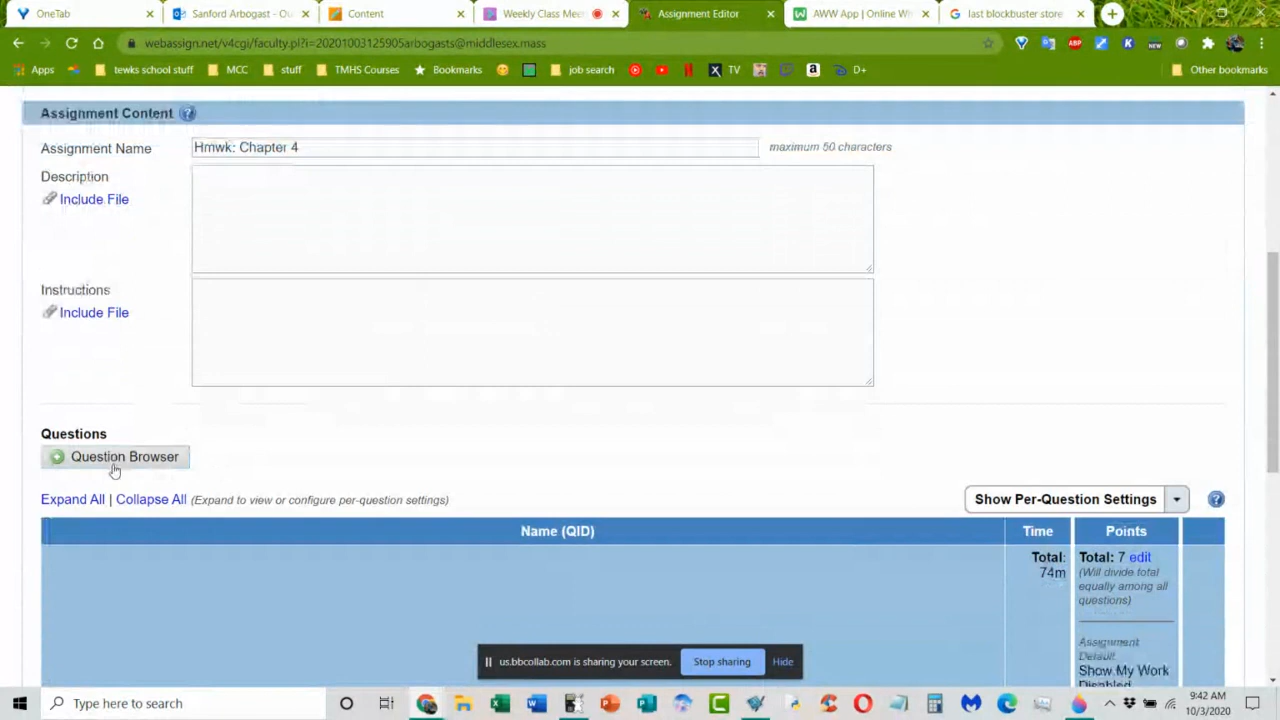 OneTab
Sanford Arbogast - Ou
Content
Weekly Class Mee
Assignment Editor
AWW App | Online W
last blockbuster store
webassign.net/v4cgi/faculty.pl?i=20201003125905arbogasts@middlesex.mass
Apps
tewks school stuff
MCC
stuff
TMHS Courses
Bookmarks
job search
TV
D+
Other bookmarks
Assignment Content
Assignment Name
Hmwk: Chapter 4
maximum 50 characters
Description
Include File
Instructions
Include File
Questions
Question Browser
Expand All | Collapse All (Expand to view or configure per-question settings)
Show Per-Question Settings
Name (QID)
Time
Points
Total:
74m
Total: 7 edit
(Will divide total
equally among all
questions)
Assignment
Default
Show My Work
Disabled
us.bbcollab.com is sharing your screen.
Stop sharing
Hide
Type here to search
9:42 AM
10/3/2020